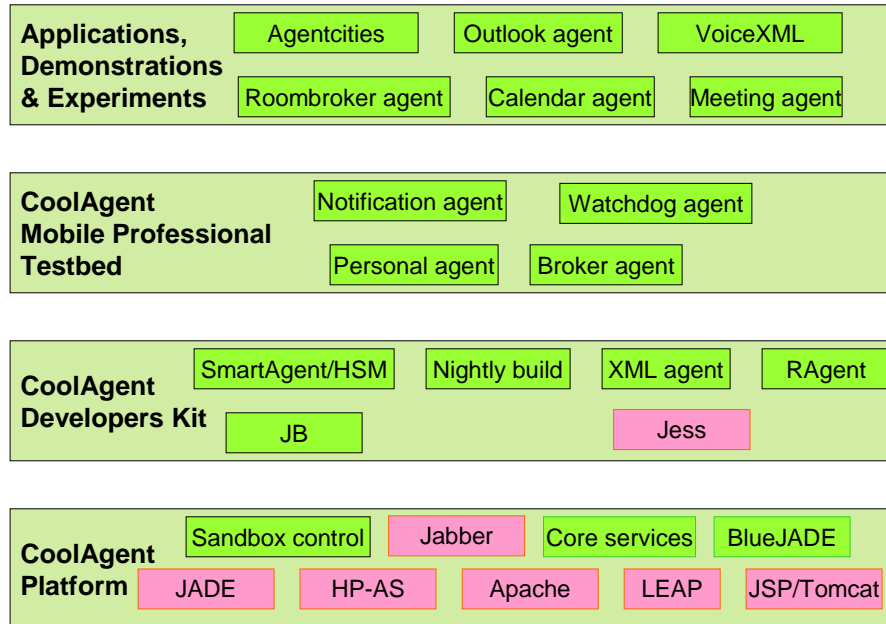 Applications,
Demonstrations
& Experiments
Agentcities
Outlook agent
VoiceXML
Roombroker agent
Calendar agent
Meeting agent
CoolAgent
Mobile Professional
Testbed
Notification agent
Watchdog agent
Personal agent
Broker agent
CoolAgent
Developers Kit
SmartAgent/HSM
Nightly build
XML agent
RAgent
JB
Jess
CoolAgent
Platform
Sandbox control
Jabber
Core services
BlueJADE
JADE
HP-AS
Apache
LEAP
JSP/Tomcat